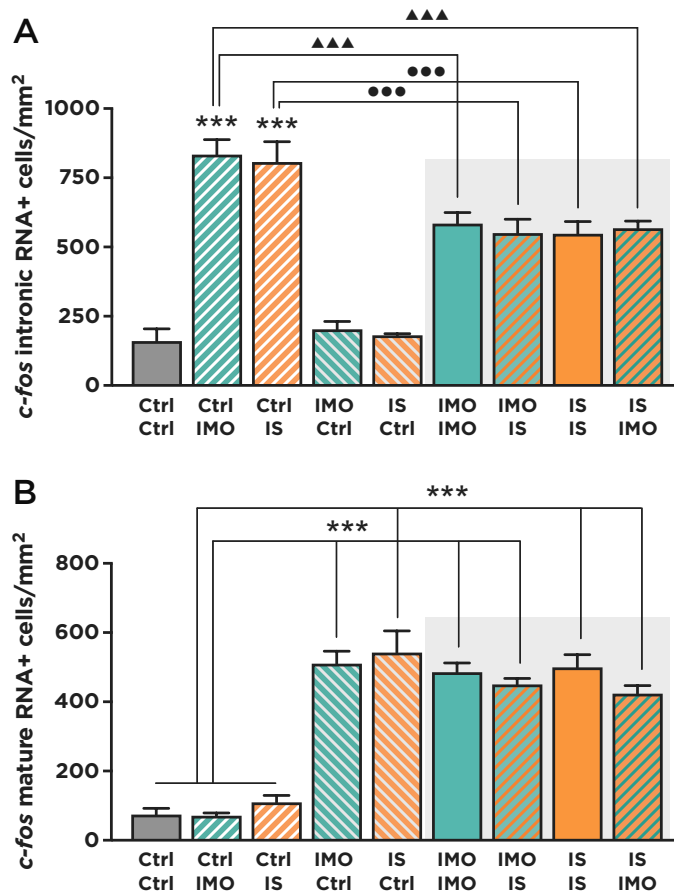 A
▲▲▲
▲▲▲
●●●
●●●
c-fos intronic RNA+ cells/mm²
1000
750
500
250
0
*** ***
Ctrl Ctrl Ctrl IMO IS IMO IMO IS IS
Ctrl IMO IS Ctrl Ctrl IMO IS IS IMO
B
***
***
c-fos mature RNA+ cells/mm²
800
600
400
200
0
Ctrl Ctrl Ctrl IMO IS IMO IMO IS IS
Ctrl IMO IS Ctrl Ctrl IMO IS IS IMO